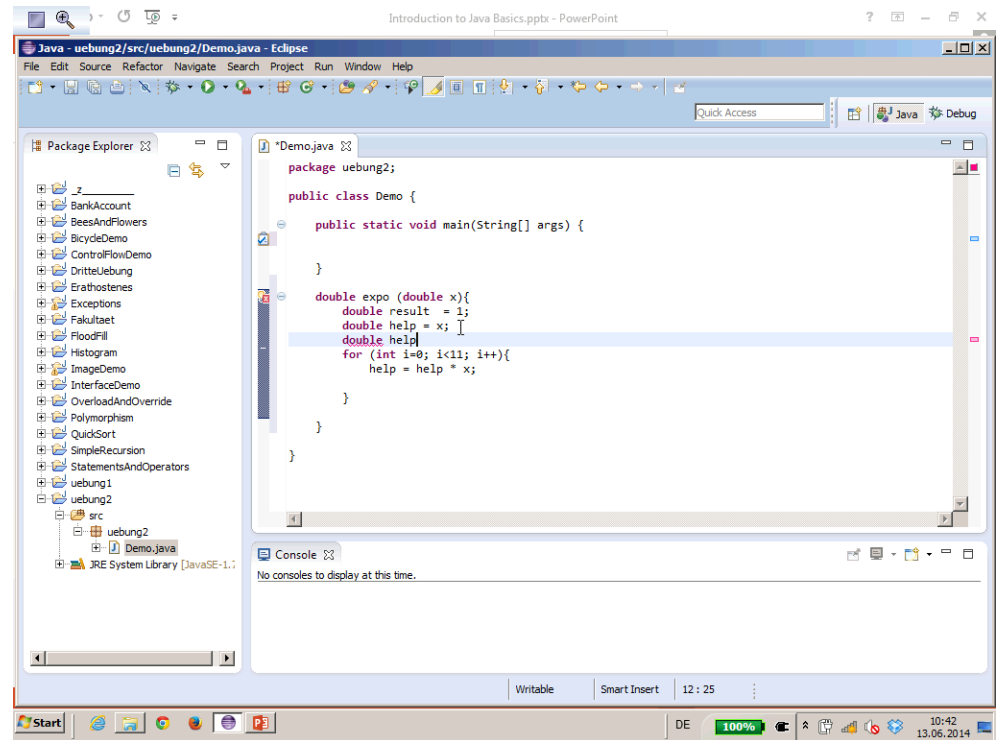 Introduction to Java Basics.pptx - PowerPoint
Java - uebung2/src/uebung2/Demo.java - Eclipse
File Edit Source Refactor Navigate Search Project Run Window Help
Quick Access
Java
Debug
Package Explorer
_z_________
BankAccount
BeesAndFlowers
BicycleDemo
ControlFlowDemo
DritteUebung
Erathostenes
Exceptions
Fakultaet
FloodFill
Histogram
ImageDemo
InterfaceDemo
OverloadAndOverride
Polymorphism
QuickSort
SimpleRecursion
StatementsAndOperators
uebung1
uebung2
src
uebung2
Demo.java
JRE System Library [JavaSE-1.7
*Demo.java
package uebung2;
public class Demo {
public static void main(String[] args) {
}
double expo (double x){
double result  = 1;
double help = x;
double help
for (int i=0; i<11; i++){
help = help * x;
}
}
}
Console
No consoles to display at this time.
Writable
Smart Insert
12 : 25
Start
DE
100%
10:42
13.06.2014